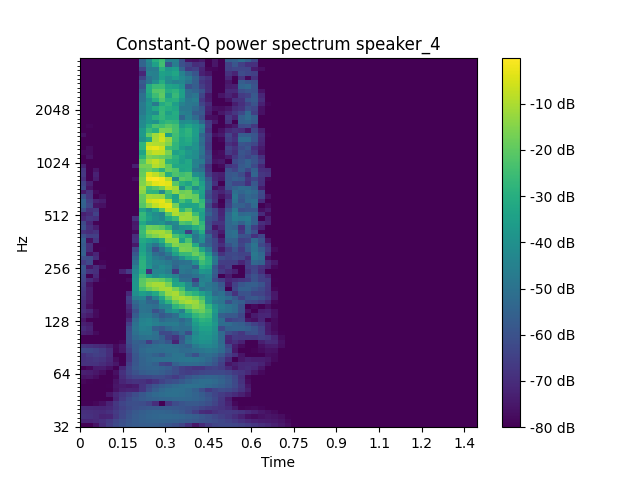 Constant-Q power spectrum speaker_4
Hz
2048
1024
512
256
128
64
32
0 0.15 0.3 0.45 0.6 0.75 0.9 1.1 1.2 1.4
Time
-10 dB
-20 dB
-30 dB
-40 dB
-50 dB
-60 dB
-70 dB
-80 dB